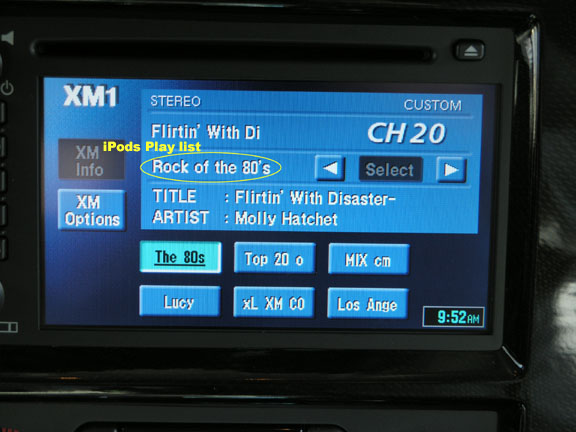 XM1
STEREO CUSTOM
Flirtin' With Di CH 20
iPods Play list
XM Info
Rock of the 80's Select
XM Options
TITLE : Flirtin' With Disaster-
ARTIST : Molly Hatchet
The 80s Top 20 o MIX cm
Lucy xL XM CO Los Ange
9:52AM